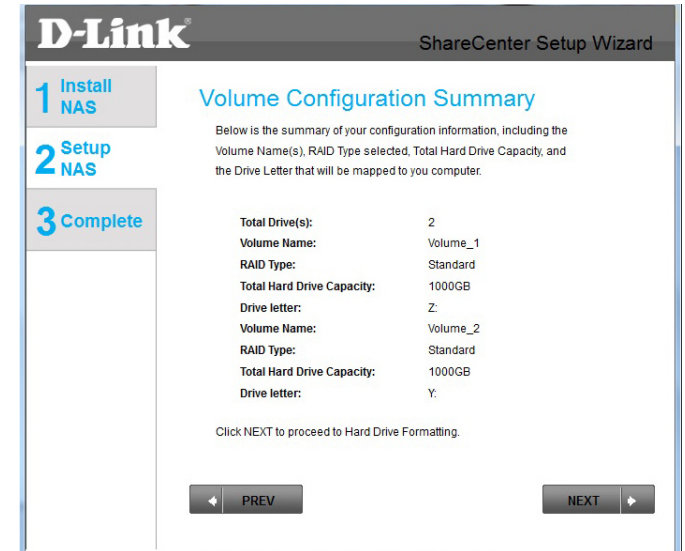 D-Link®
ShareCenter Setup Wizard
1 Install
NAS
2 Setup
NAS
3 Complete
Volume Configuration Summary
Below is the summary of your configuration information, including the
Volume Name(s), RAID Type selected, Total Hard Drive Capacity, and
the Drive Letter that will be mapped to you computer.
Total Drive(s): 2
Volume Name: Volume_1
RAID Type: Standard
Total Hard Drive Capacity: 1000GB
Drive letter: Z:
Volume Name: Volume_2
RAID Type: Standard
Total Hard Drive Capacity: 1000GB
Drive letter: Y:
Click NEXT to proceed to Hard Drive Formatting.
PREV NEXT